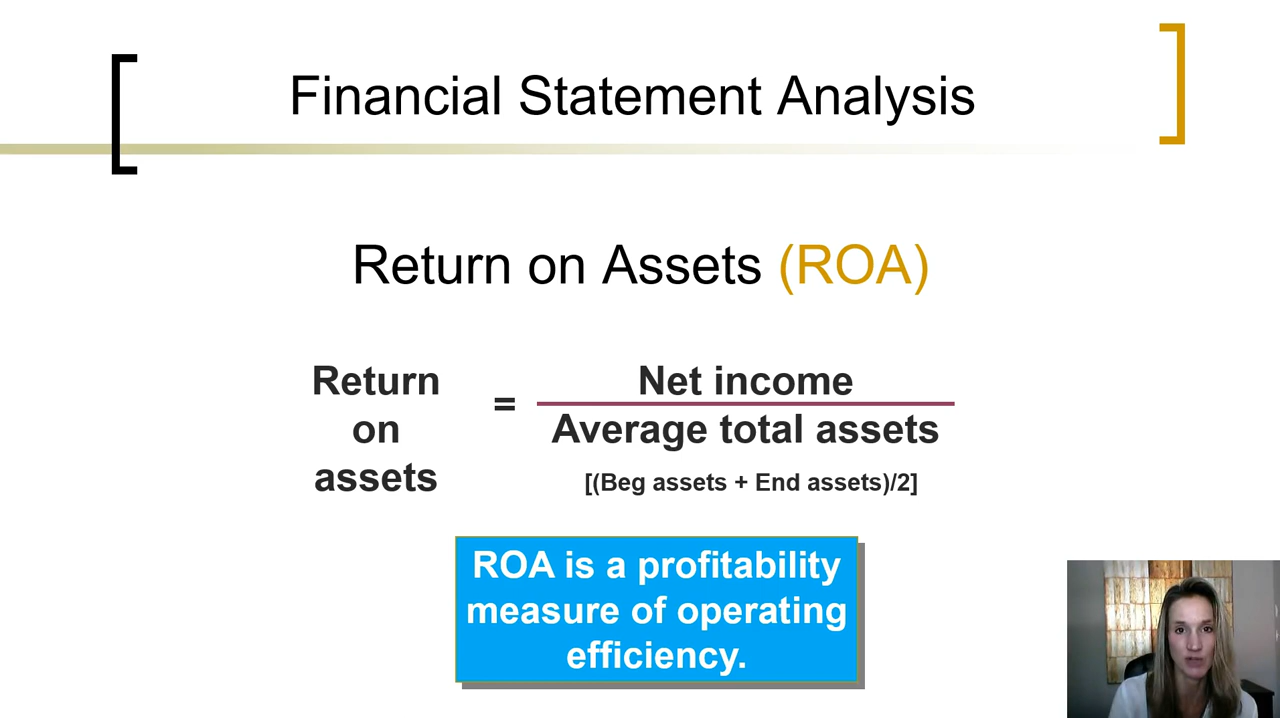 Financial Statement Analysis
Return on Assets (ROA)
Return
on
assets
=
Net income
Average total assets
[(Beg assets + End assets)/2]
ROA is a profitability
measure of operating
efficiency.